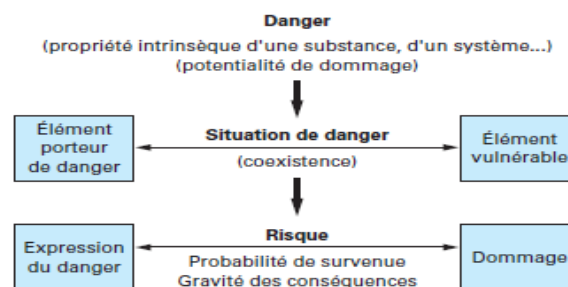 Danger
(propriété intrinsèque d'une substance, d'un système...)
(potentialité de dommage)
Élément
porteur
de danger
Situation de danger
(coexistence)
Élément
vulnérable
Expression
du danger
Risque
Probabilité de survenue
Gravité des conséquences
Dommage